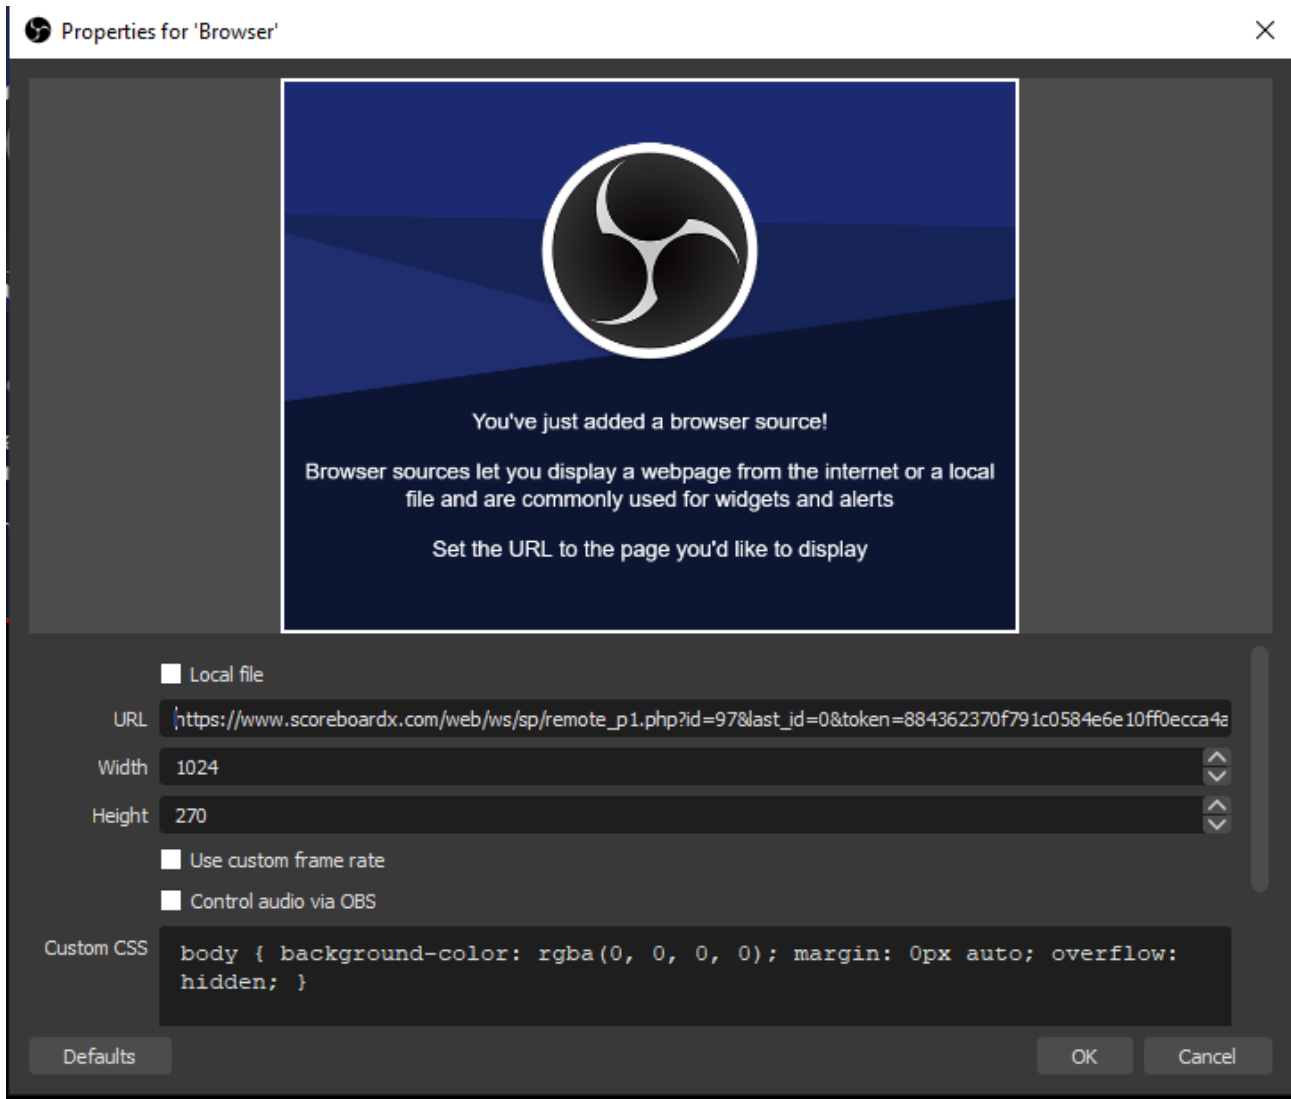 Properties for 'Browser'
You've just added a browser source!
Browser sources let you display a webpage from the internet or a local
file and are commonly used for widgets and alerts
Set the URL to the page you'd like to display
Local file
URL https://www.scoreboardx.com/web/ws/sp/remote_p1.php?id=97&last_id=0&token=884362370f791c0584e6e10ff0ecca4a
Width 1024
Height 270
Use custom frame rate
Control audio via OBS
Custom CSS body { background-color: rgba(0, 0, 0, 0); margin: 0px auto; overflow:
hidden; }
Defaults OK Cancel